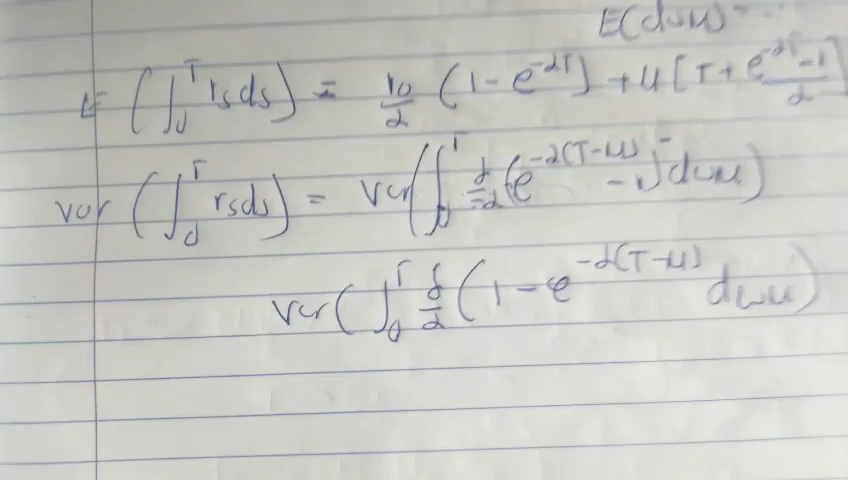 E(dwu)
E (∫₀ᵀ rsds) = r0/α (1 - e^-αT) + μ [T + e^-αT - 1/α]
var (∫₀ᵀ rsds) = var(∫₀ᵀ δ/-α (e^-α(T-u) - 1) dwu)
var (∫₀ᵀ δ/α (1 - e^-α(T-u) dwu)